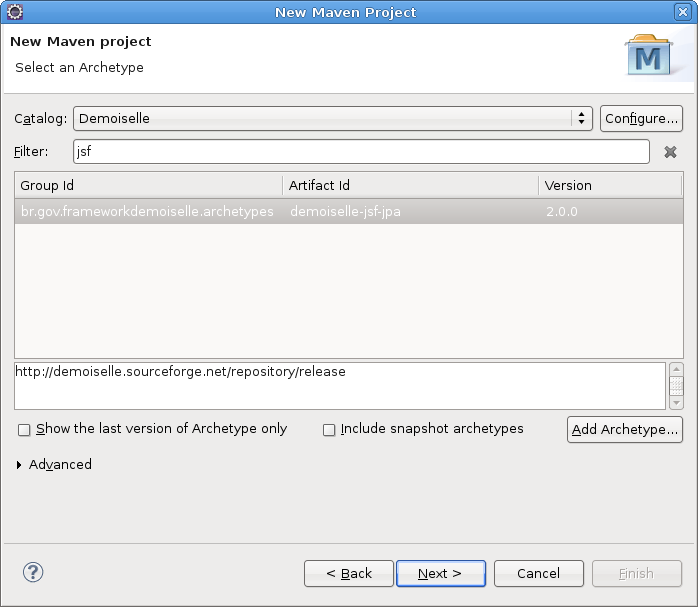 New Maven Project
New Maven project
Select an Archetype
M
Catalog: Demoiselle Configure...
Filter: jsf
Group Id Artifact Id Version
br.gov.frameworkdemoiselle.archetypes demoiselle-jsf-jpa 2.0.0
http://demoiselle.sourceforge.net/repository/release
Show the last version of Archetype only Include snapshot archetypes Add Archetype...
Advanced
? < Back Next > Cancel Finish